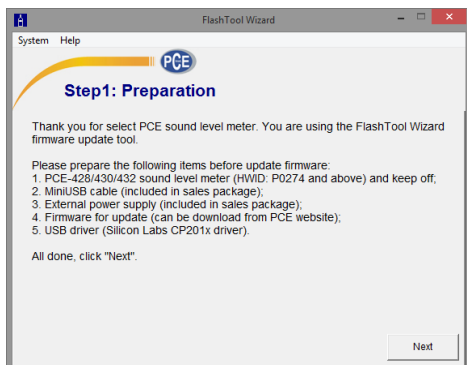 FlashTool Wizard
System Help
PCE
Step1: Preparation
Thank you for select PCE sound level meter. You are using the FlashTool Wizard
firmware update tool.
Please prepare the following items before update firmware:
1. PCE-428/430/432 sound level meter (HWID: P0274 and above) and keep off;
2. MiniUSB cable (included in sales package);
3. External power supply (included in sales package);
4. Firmware for update (can be download from PCE website);
5. USB driver (Silicon Labs CP201x driver).
All done, click "Next".
Next